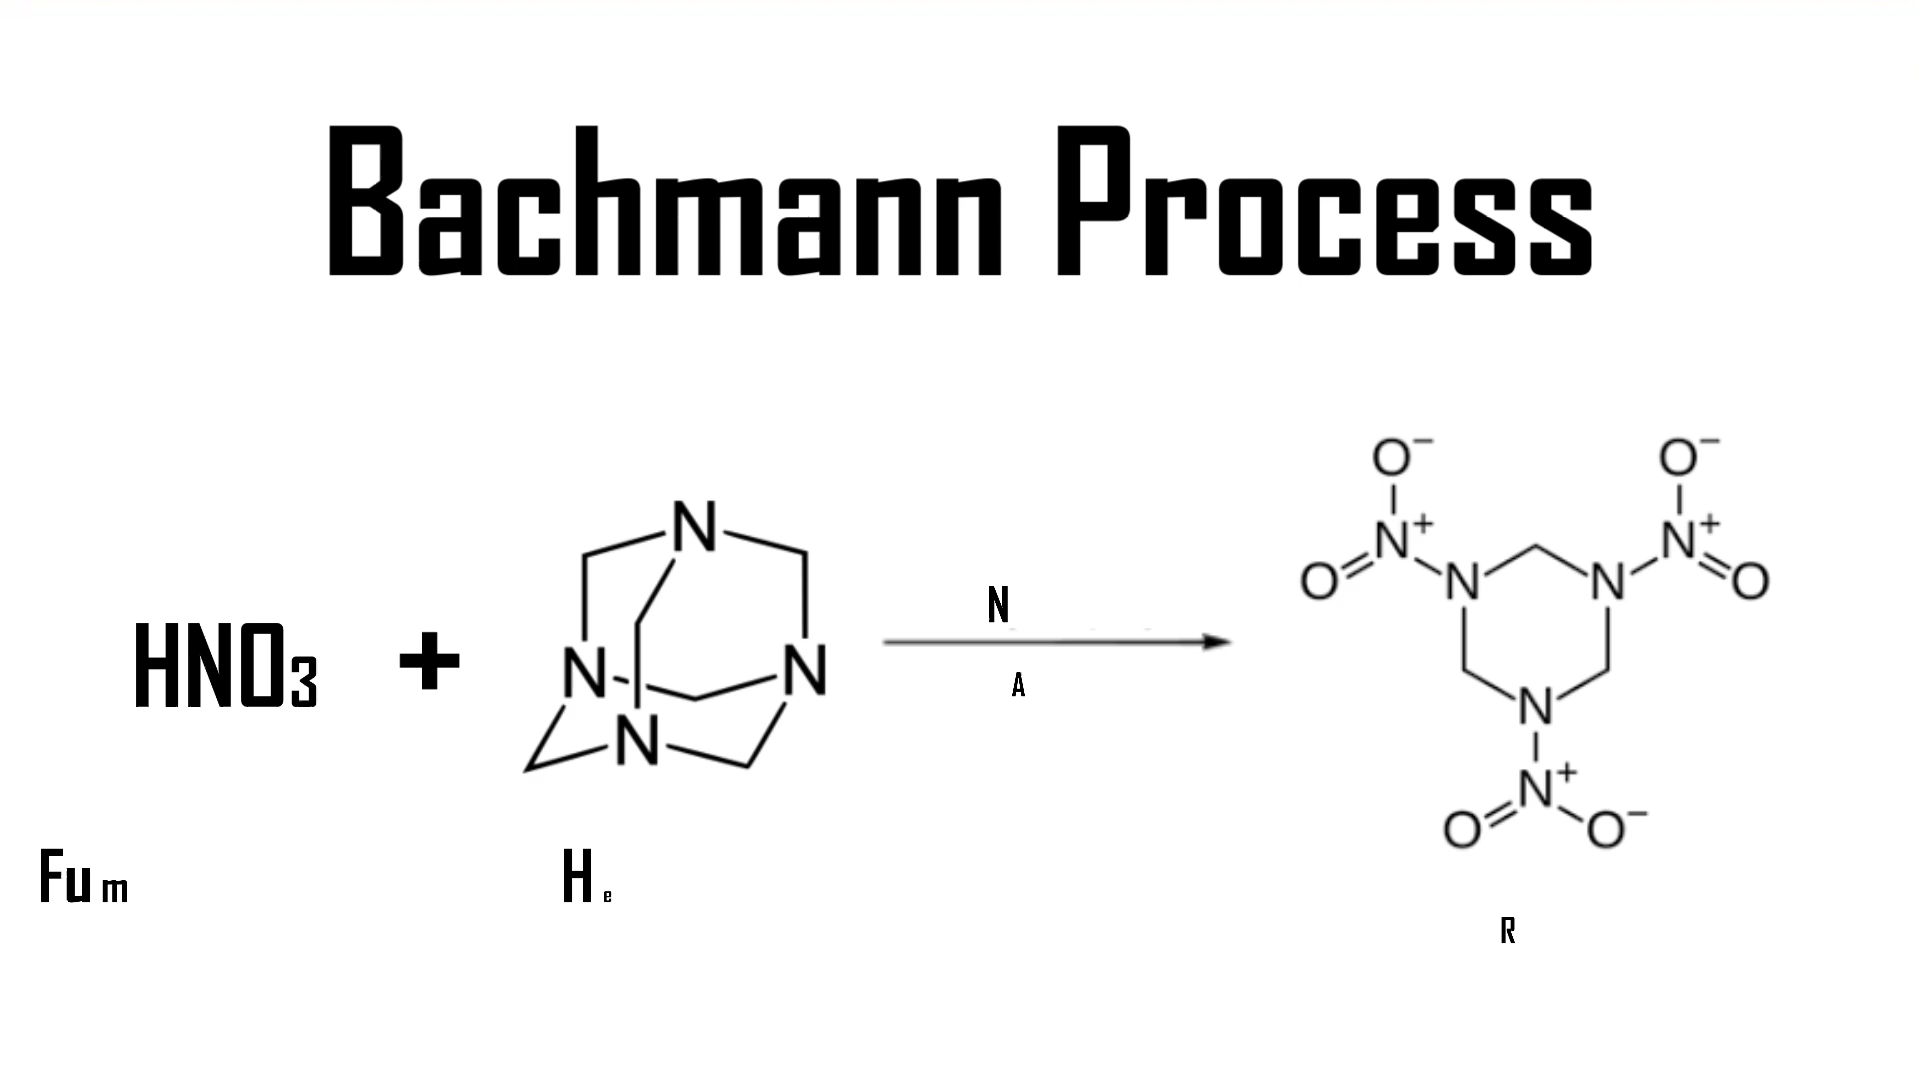 Bachmann Process
HNO₃ + N N N N
N
A
O⁻ N⁺ O N N O⁻ N⁺ O N N⁺ O O⁻
Fu m
H e
R